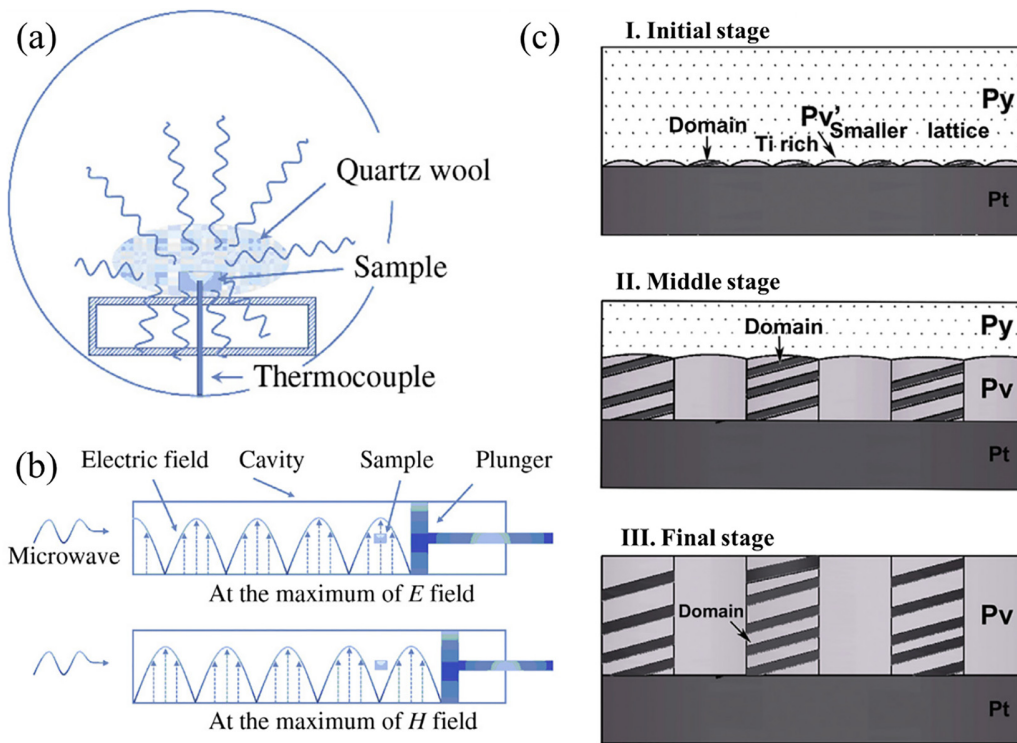 (a)
Quartz wool
Sample
Thermocouple
(b)
Electric field
Cavity
Sample
Plunger
Microwave
At the maximum of E field
At the maximum of H field
(c)
I. Initial stage
Py
Domain
Pv'
Ti rich
Smaller lattice
Pt
II. Middle stage
Py
Domain
Pv
Pt
III. Final stage
Domain
Pv
Pt